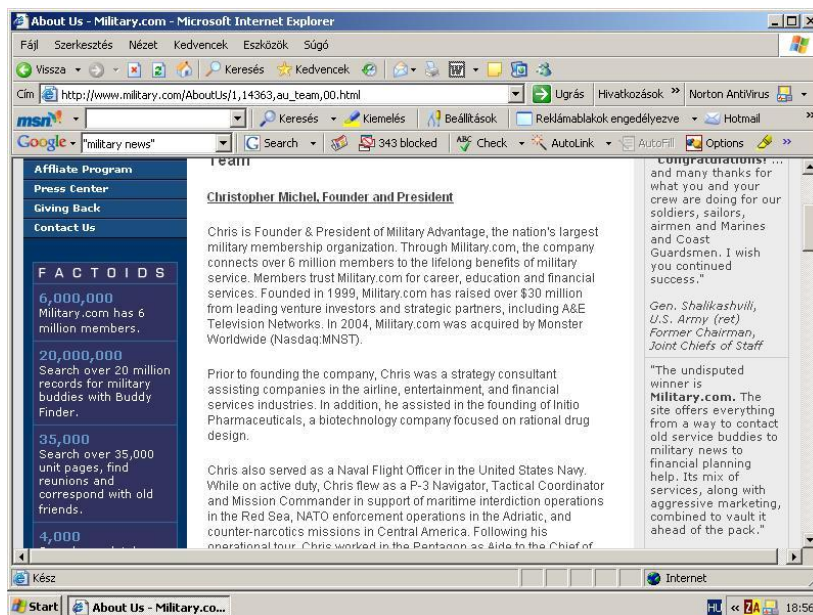 About Us - Military.com - Microsoft Internet Explorer
Fájl Szerkesztés Nézet Kedvencek Eszközök Súgó
Vissza Keresés Kedvencek
Cím http://www.military.com/AboutUs/1,14363,au_team,00.html Ugrás Hivatkozások » Norton AntiVirus
msn Keresés Kiemelés Beállítások Reklámablakok engedélyezve Hotmail »
Google "military news" Search 343 blocked ABC Check AutoLink AutoFill Options »
Affliate Program
Press Center
Giving Back
Contact Us
FACTOIDS
6,000,000
Military.com has 6
million members.
20,000,000
Search over 20 million
records for military
buddies with Buddy
Finder.
35,000
Search over 35,000
unit pages, find
reunions and
correspond with old
friends.
4,000
Team
Christopher Michel, Founder and President
Chris is Founder & President of Military Advantage, the nation's largest
military membership organization. Through Military.com, the company
connects over 6 million members to the lifelong benefits of military
service. Members trust Military.com for career, education and financial
services. Founded in 1999, Military.com has raised over $30 million
from leading venture investors and strategic partners, including A&E
Television Networks. In 2004, Military.com was acquired by Monster
Worldwide (Nasdaq:MNST).
Prior to founding the company, Chris was a strategy consultant
assisting companies in the airline, entertainment, and financial
services industries. In addition, he assisted in the founding of Initio
Pharmaceuticals, a biotechnology company focused on rational drug
design.
Chris also served as a Naval Flight Officer in the United States Navy.
While on active duty, Chris flew as a P-3 Navigator, Tactical Coordinator
and Mission Commander in support of maritime interdiction operations
in the Red Sea, NATO enforcement operations in the Adriatic, and
counter-narcotics missions in Central America. Following his
operational tour, Chris worked in the Pentagon as Aide to the Chief of
"Congratulations! ...
and many thanks for
what you and your
crew are doing for our
soldiers, sailors,
airmen and Marines
and Coast
Guardsmen. I wish
you continued
success."
Gen. Shalikashvili,
U.S. Army (ret)
Former Chairman,
Joint Chiefs of Staff
"The undisputed
winner is
Military.com. The
site offers everything
from a way to contact
old service buddies to
military news to
financial planning
help. Its mix of
services, along with
aggressive marketing,
combined to vault it
ahead of the pack."
Kész Internet
Start About Us - Military.co... HU « ZA 18:56